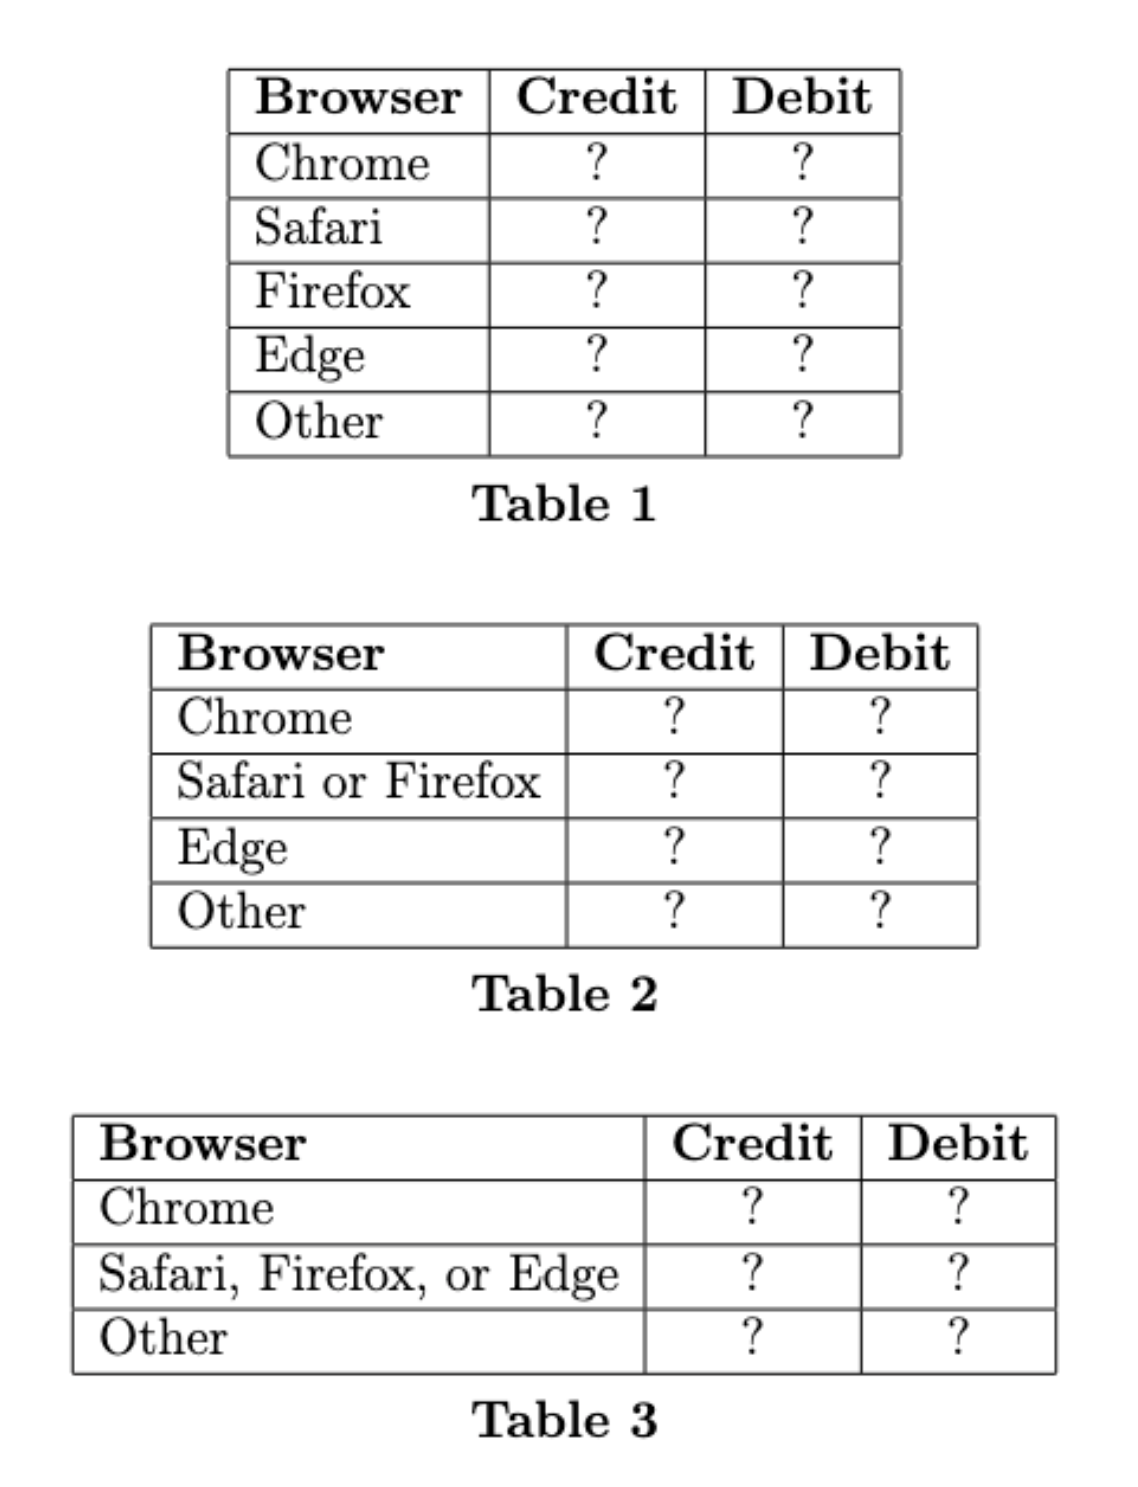 Browser Credit Debit
Chrome ? ?
Safari ? ?
Firefox ? ?
Edge ? ?
Other ? ?
Table 1
Browser Credit Debit
Chrome ? ?
Safari or Firefox ? ?
Edge ? ?
Other ? ?
Table 2
Browser Credit Debit
Chrome ? ?
Safari, Firefox, or Edge ? ?
Other ? ?
Table 3